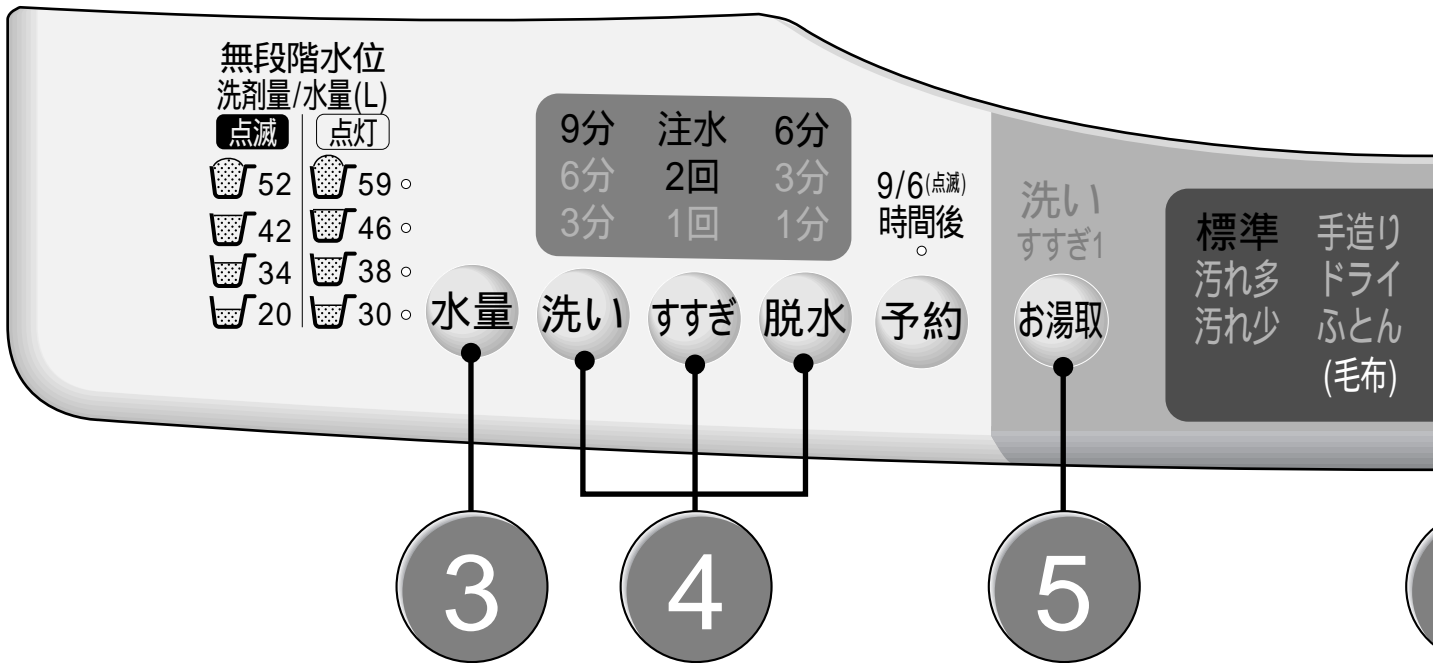 無段階水位
洗剤量/水量(L)
点滅 点灯
52 59
42 46
34 38
20 30
水量
9分 注水 6分
6分 2回 3分
3分 1回 1分
洗い すすぎ 脱水
9/6(点滅)
時間後
予約
洗い
すすぎ1
お湯取
標準 手造り
汚れ多 ドライ
汚れ少 ふとん
(毛布)
3 4 5